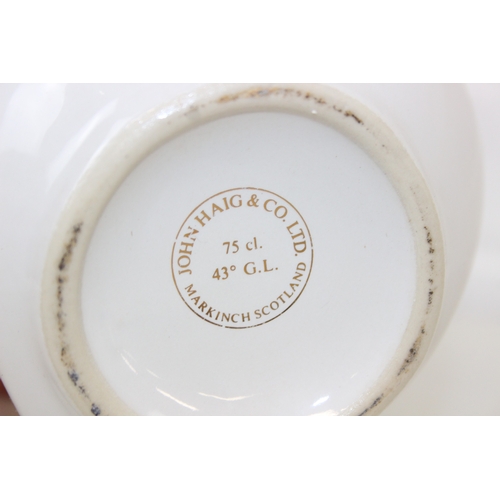 JOHN HAIG & CO. LTD.
75 cl.
43° G.L.
MARKINCH SCOTLAND